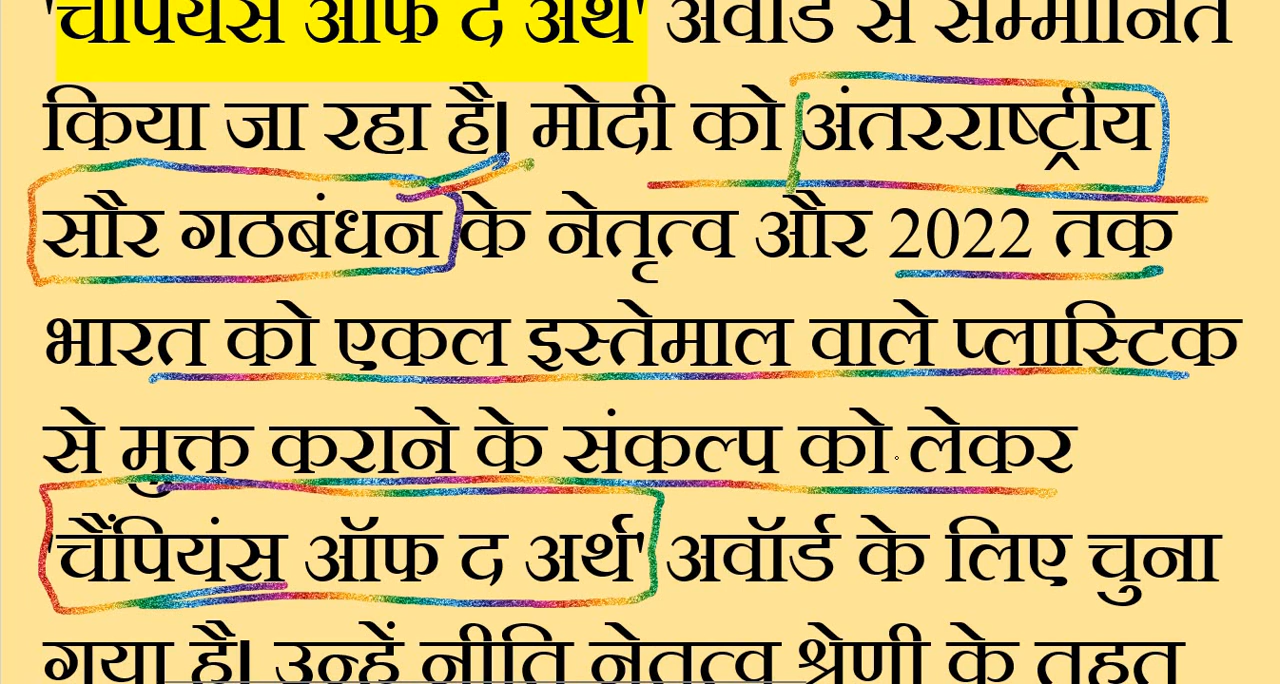 'चैंपियंस ऑफ द अर्थ' अवॉर्ड से सम्मानित
किया जा रहा है। मोदी को अंतरराष्ट्रीय
सौर गठबंधन के नेतृत्व और 2022 तक
भारत को एकल इस्तेमाल वाले प्लास्टिक
से मुक्त कराने के संकल्प को लेकर
'चैंपियंस ऑफ द अर्थ' अवॉर्ड के लिए चुना
गया है। उन्हें नीति नेतृत्व श्रेणी के तहत